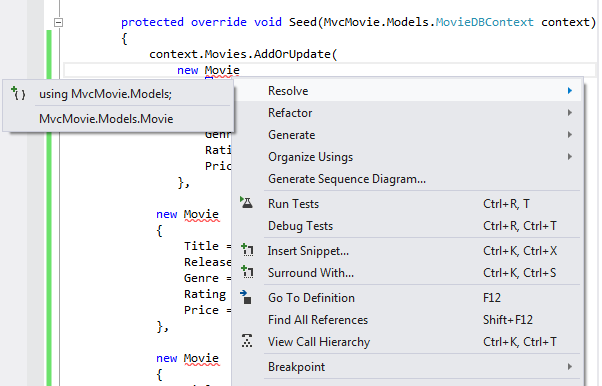 protected override void Seed(MvcMovie.Models.MovieDBContext context)
{
context.Movies.AddOrUpdate(
new Movie
using MvcMovie.Models;
MvcMovie.Models.Movie
Resolve
Refactor
Generate
Organize Usings
Generate Sequence Diagram...
Run Tests Ctrl+R, T
Debug Tests Ctrl+R, Ctrl+T
Insert Snippet... Ctrl+K, Ctrl+X
Surround With... Ctrl+K, Ctrl+S
Go To Definition F12
Find All References Shift+F12
View Call Hierarchy Ctrl+K, Ctrl+T
Breakpoint
Genr
Rati
Pric
},
new Movie
{
Title =
Release
Genre =
Rating
Price =
},
new Movie
{